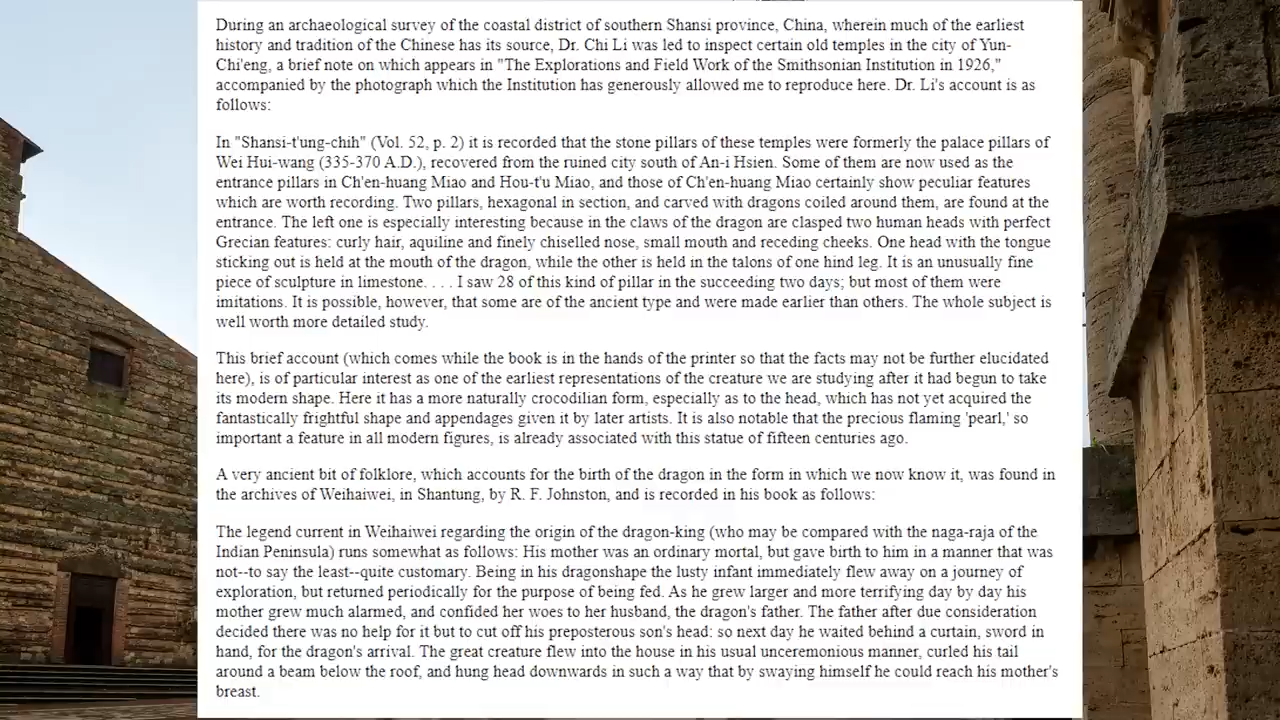 During an archaeological survey of the coastal district of southern Shansi province, China, wherein much of the earliest
history and tradition of the Chinese has its source, Dr. Chi Li was led to inspect certain old temples in the city of Yun-
Chi'eng, a brief note on which appears in "The Explorations and Field Work of the Smithsonian Institution in 1926,"
accompanied by the photograph which the Institution has generously allowed me to reproduce here. Dr. Li's account is as
follows:
In "Shansi-t'ung-chih" (Vol. 52, p. 2) it is recorded that the stone pillars of these temples were formerly the palace pillars of
Wei Hui-wang (335-370 A.D.), recovered from the ruined city south of An-i Hsien. Some of them are now used as the
entrance pillars in Ch'en-huang Miao and Hou-t'u Miao, and those of Ch'en-huang Miao certainly show peculiar features
which are worth recording. Two pillars, hexagonal in section, and carved with dragons coiled around them, are found at the
entrance. The left one is especially interesting because in the claws of the dragon are clasped two human heads with perfect
Grecian features: curly hair, aquiline and finely chiselled nose, small mouth and receding cheeks. One head with the tongue
sticking out is held at the mouth of the dragon, while the other is held in the talons of one hind leg. It is an unusually fine
piece of sculpture in limestone. . . . I saw 28 of this kind of pillar in the succeeding two days; but most of them were
imitations. It is possible, however, that some are of the ancient type and were made earlier than others. The whole subject is
well worth more detailed study.
This brief account (which comes while the book is in the hands of the printer so that the facts may not be further elucidated
here), is of particular interest as one of the earliest representations of the creature we are studying after it had begun to take
its modern shape. Here it has a more naturally crocodilian form, especially as to the head, which has not yet acquired the
fantastically frightful shape and appendages given it by later artists. It is also notable that the precious flaming 'pearl,' so
important a feature in all modern figures, is already associated with this statue of fifteen centuries ago.
A very ancient bit of folklore, which accounts for the birth of the dragon in the form in which we now know it, was found in
the archives of Weihaiwei, in Shantung, by R. F. Johnston, and is recorded in his book as follows:
The legend current in Weihaiwei regarding the origin of the dragon-king (who may be compared with the naga-raja of the
Indian Peninsula) runs somewhat as follows: His mother was an ordinary mortal, but gave birth to him in a manner that was
not--to say the least--quite customary. Being in his dragonshape the lusty infant immediately flew away on a journey of
exploration, but returned periodically for the purpose of being fed. As he grew larger and more terrifying day by day his
mother grew much alarmed, and confided her woes to her husband, the dragon's father. The father after due consideration
decided there was no help for it but to cut off his preposterous son's head: so next day he waited behind a curtain, sword in
hand, for the dragon's arrival. The great creature flew into the house in his usual unceremonious manner, curled his tail
around a beam below the roof, and hung head downwards in such a way that by swaying himself he could reach his mother's
breast.